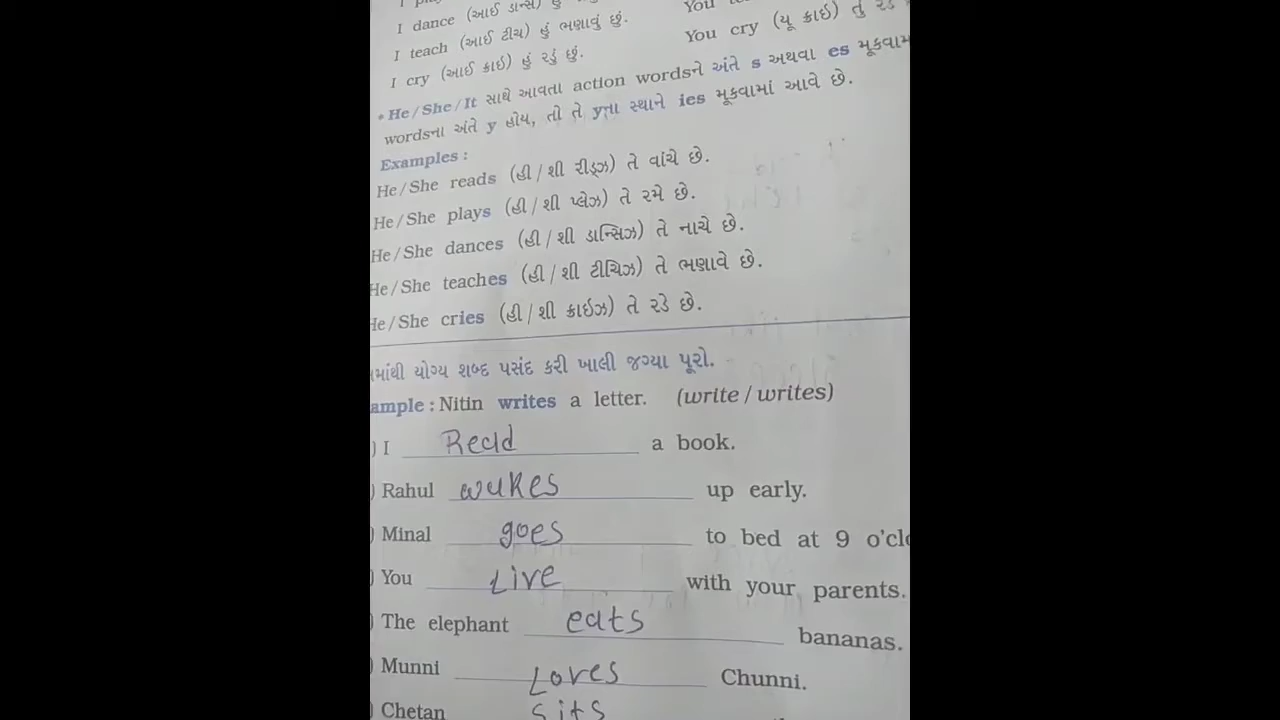 I dance (આઈ ડાન્સ) હું
You
I teach (આઈ ટીચ) હું ભણાવું છું.
You cry (યૂ ક્રાઈ) તું રડે
I cry (આઈ ક્રાઈ) હું રડું છું.
• He/She/It સાથે આવતા action wordsને અંતે s અથવા es મૂકવામ
wordsના અંતે y હોય, તો તે yના સ્થાને ies મૂકવામાં આવે છે.
Examples :
He/She reads (હી/શી રીડ્ઝ) તે વાંચે છે.
He/She plays (હી/શી પ્લેઝ) તે રમે છે.
He/She dances (હી/શી ડાન્સિઝ) તે નાચે છે.
He/She teaches (હી/શી ટીચિઝ) તે ભણાવે છે.
He/She cries (હી/શી ક્રાઇઝ) તે રડે છે.
માંથી યોગ્ય શબ્દ પસંદ કરી ખાલી જગ્યા પૂરો.
ample : Nitin writes a letter. (write/writes)
) I Read a book.
) Rahul wakes up early.
) Minal goes to bed at 9 o'clo
) You Live with your parents.
) The elephant eats bananas.
) Munni Loves Chunni.
) Chetan sits